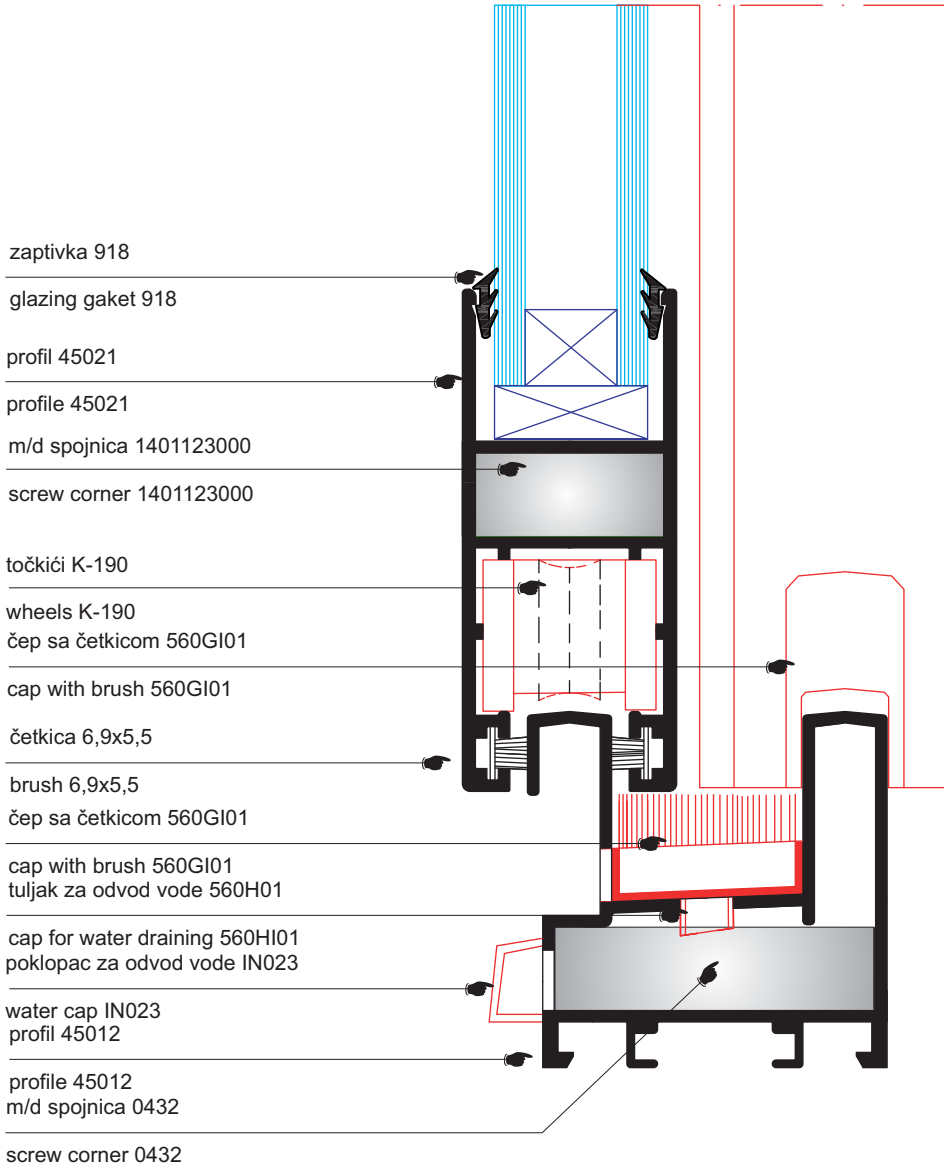 zaptivka 918
glazing gaket 918
profil 45021
profile 45021
m/d spojnica 1401123000
screw corner 1401123000
točkići K-190
wheels K-190
čep sa četkicom 560GI01
cap with brush 560GI01
četkica 6,9x5,5
brush 6,9x5,5
čep sa četkicom 560GI01
cap with brush 560GI01
tuljak za odvod vode 560H01
cap for water draining 560HI01
poklopac za odvod vode IN023
water cap IN023
profil 45012
profile 45012
m/d spojnica 0432
screw corner 0432